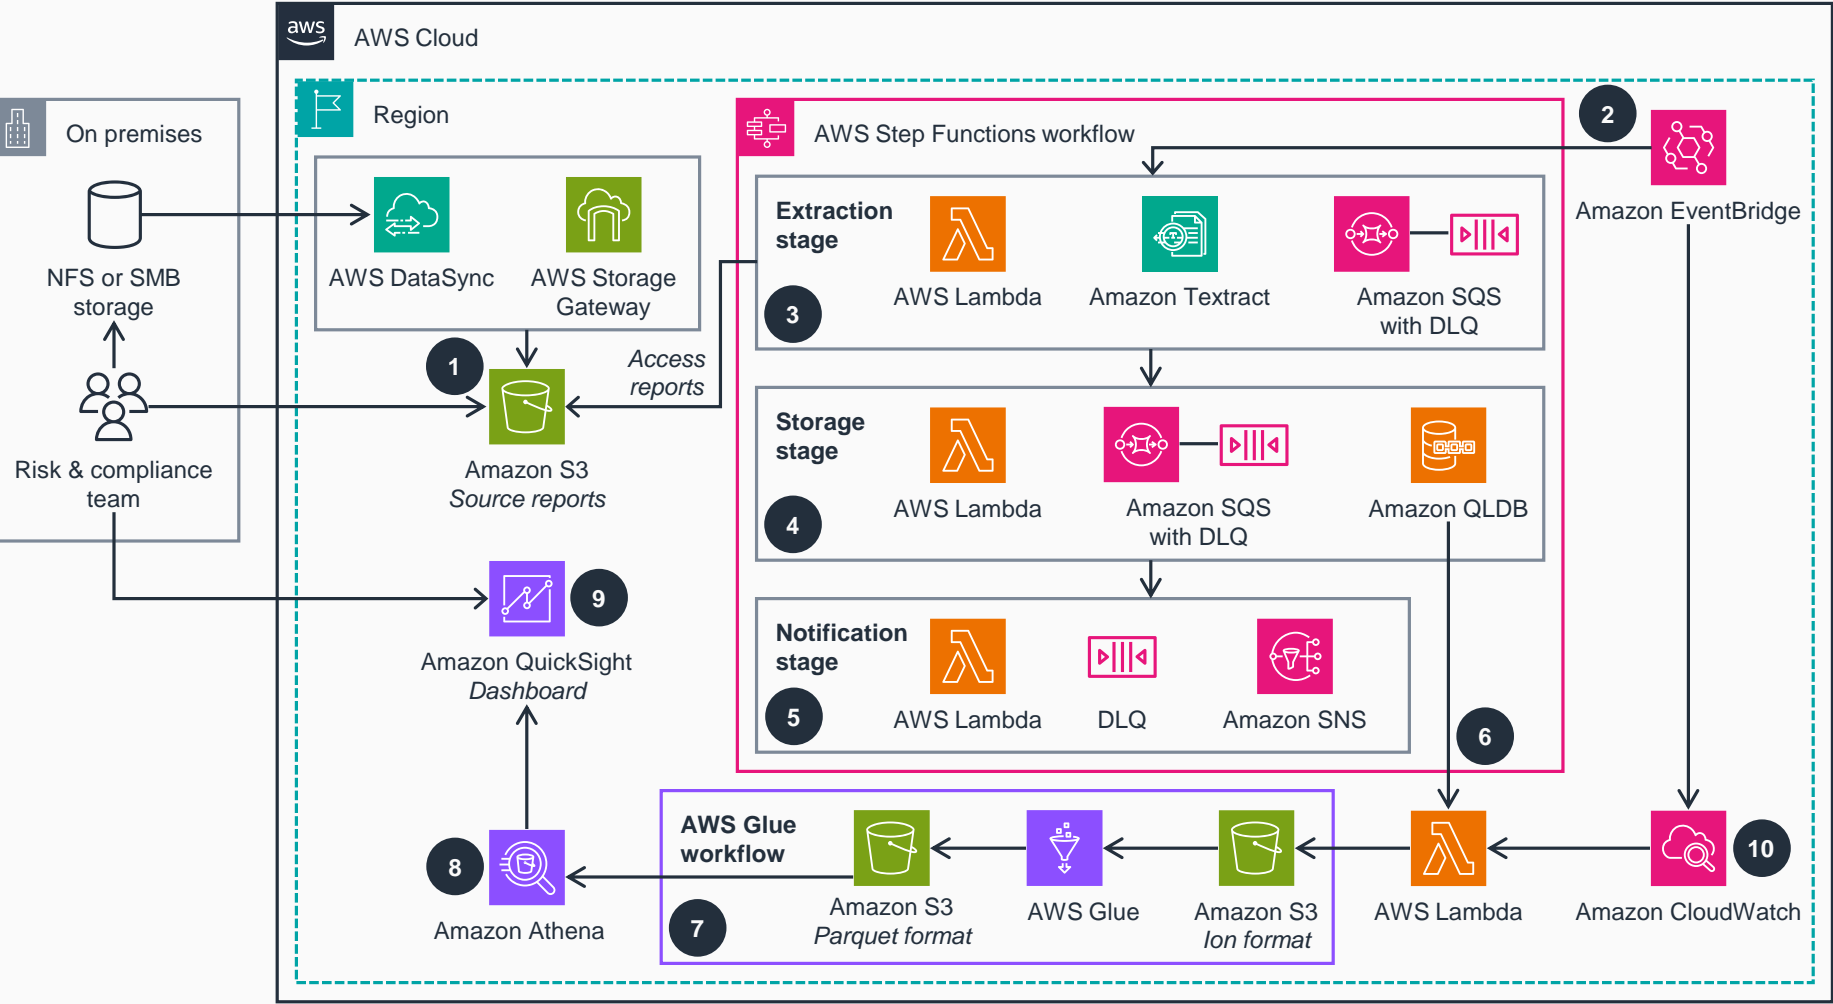 aws
AWS Cloud
Region
On premises
NFS or SMB
storage
Risk & compliance
team
AWS DataSync
AWS Storage
Gateway
1
Access
reports
Amazon S3
Source reports
AWS Step Functions workflow
2
Amazon EventBridge
Extraction
stage
3
AWS Lambda
Amazon Textract
Amazon SQS
with DLQ
Storage
stage
4
AWS Lambda
Amazon SQS
with DLQ
Amazon QLDB
Notification
stage
5
AWS Lambda
DLQ
Amazon SNS
6
9
Amazon QuickSight
Dashboard
8
Amazon Athena
AWS Glue
workflow
7
Amazon S3
Parquet format
AWS Glue
Amazon S3
Ion format
AWS Lambda
10
Amazon CloudWatch